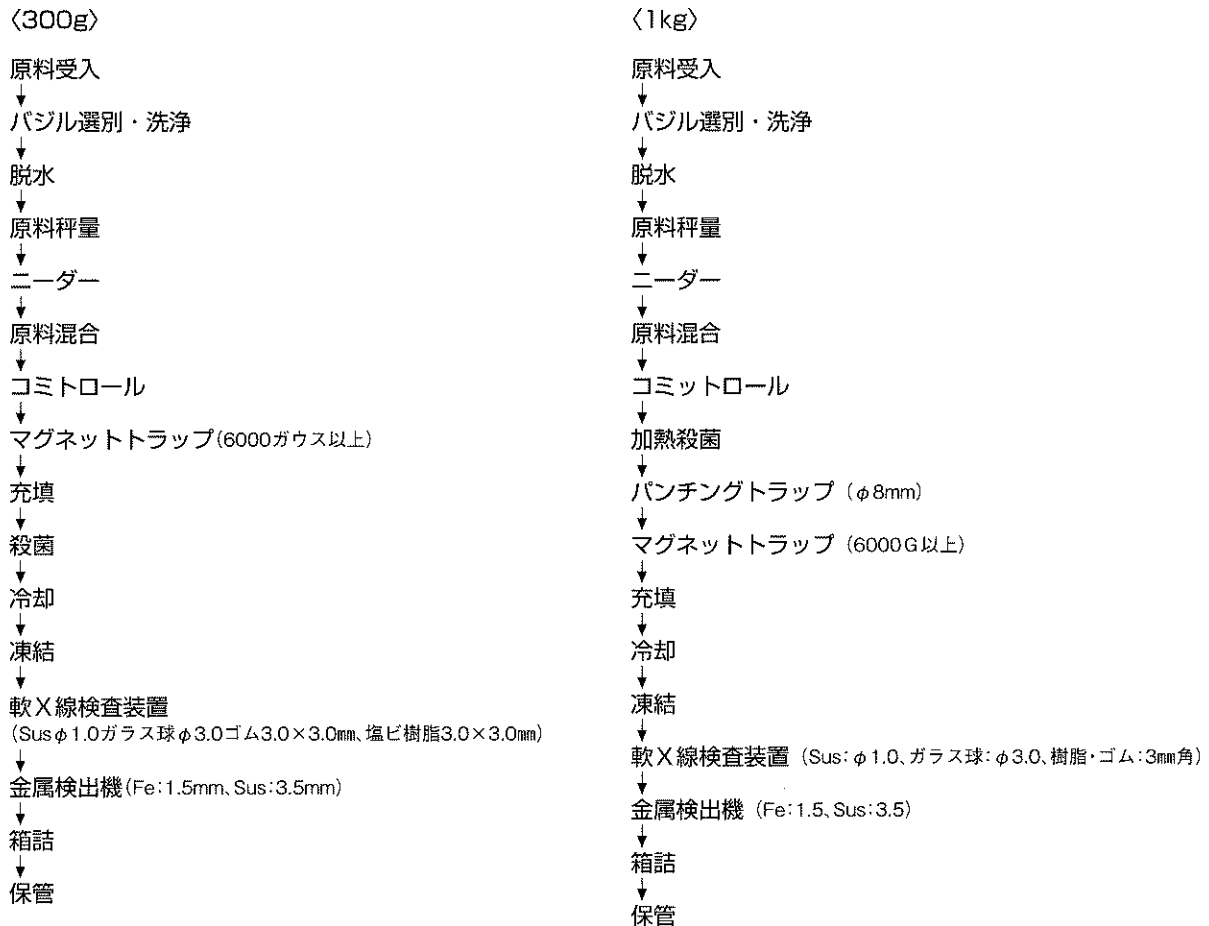 〈300g〉
原料受入
↓
バジル選別・洗浄
↓
脱水
↓
原料秤量
↓
ニーダー
↓
原料混合
↓
コミトロール
↓
マグネットトラップ(6000ガウス以上)
↓
充填
↓
殺菌
↓
冷却
↓
凍結
↓
軟X線検査装置
(Susφ1.0ガラス球φ3.0ゴム3.0×3.0㎜、塩ビ樹脂3.0×3.0㎜)
↓
金属検出機(Fe:1.5mm、Sus:3.5mm)
↓
箱詰
↓
保管
〈1kg〉
原料受入
↓
バジル選別・洗浄
↓
脱水
↓
原料秤量
↓
ニーダー
↓
原料混合
↓
コミットロール
↓
加熱殺菌
↓
パンチングトラップ(φ8mm)
↓
マグネットトラップ(6000G以上)
↓
充填
↓
冷却
↓
凍結
↓
軟X線検査装置(Sus:φ1.0、ガラス球:φ3.0、樹脂・ゴム:3㎜角)
↓
金属検出機(Fe:1.5、Sus:3.5)
↓
箱詰
↓
保管